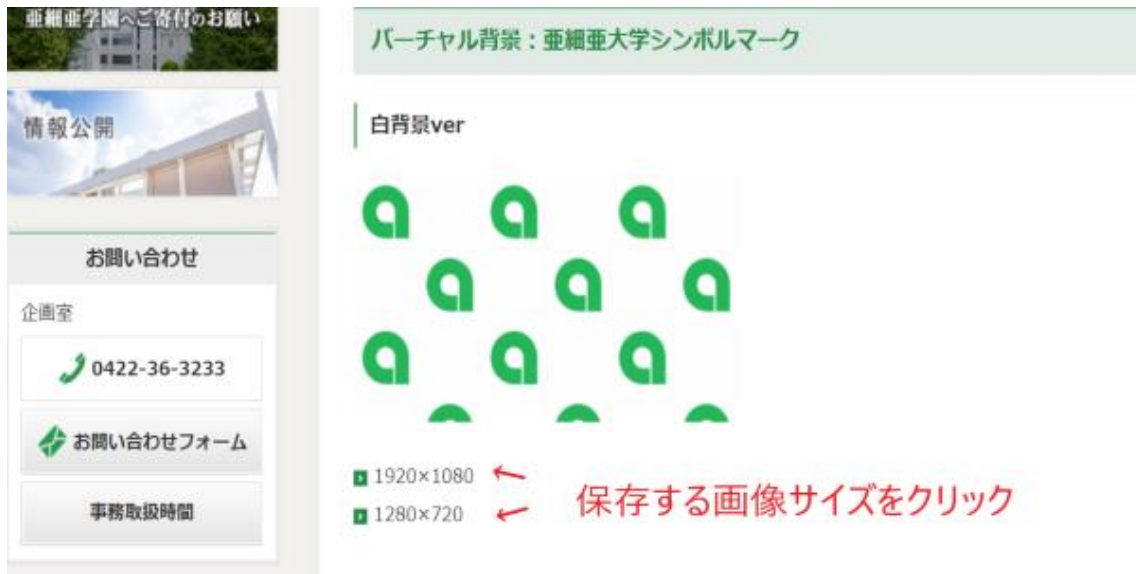 亜細亜学園へご寄付のお願い
情報公開
お問い合わせ
企画室
0422-36-3233
お問い合わせフォーム
事務取扱時間
バーチャル背景：亜細亜大学シンボルマーク
白背景ver
1920×1080
1280×720
保存する画像サイズをクリック